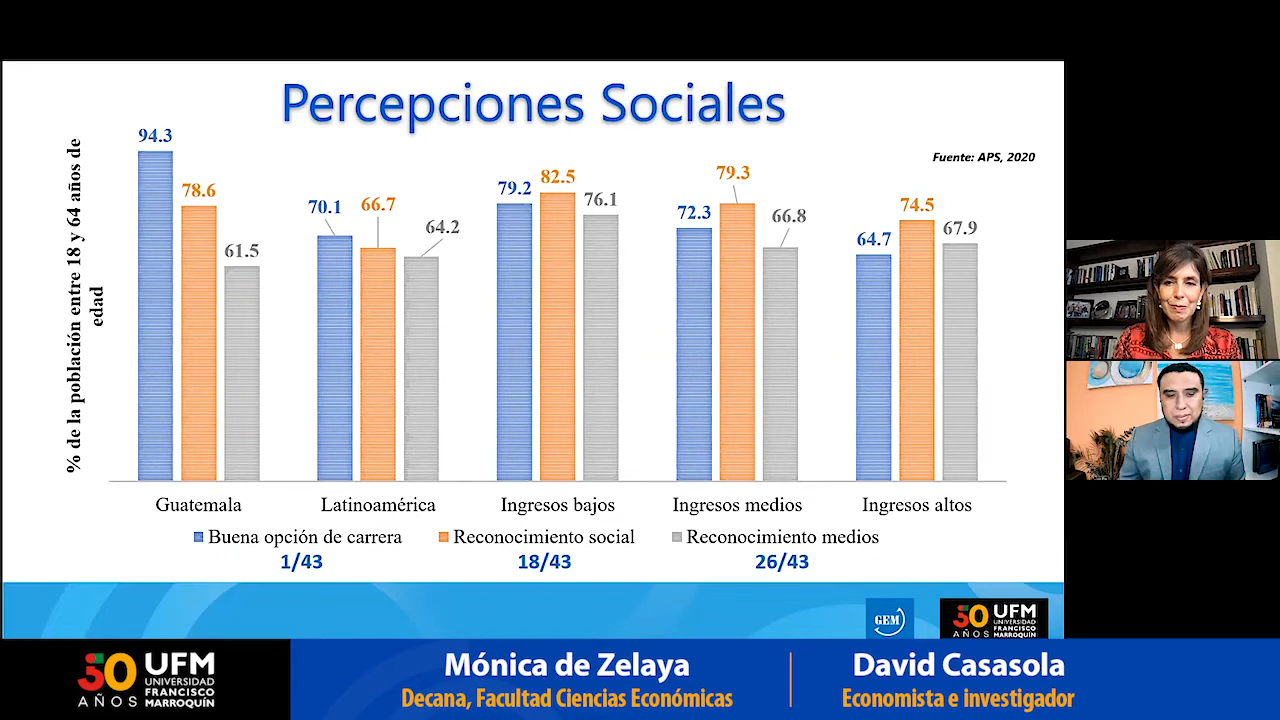 Percepciones Sociales
Fuente: APS, 2020
% de la población entre 18 y 64 años de
edad
94.3
78.6
61.5
70.1
66.7
64.2
79.2
82.5
76.1
72.3
79.3
66.8
64.7
74.5
67.9
Guatemala
Latinoamérica
Ingresos bajos
Ingresos medios
Ingresos altos
Buena opción de carrera
Reconocimiento social
Reconocimiento medios
1/43
18/43
26/43
GEM
50
AÑOS
UFM
UNIVERSIDAD
FRANCISCO
MARROQUÍN
50
AÑOS
UFM
UNIVERSIDAD
FRANCISCO
MARROQUÍN
Mónica de Zelaya
Decana, Facultad Ciencias Económicas
David Casasola
Economista e investigador